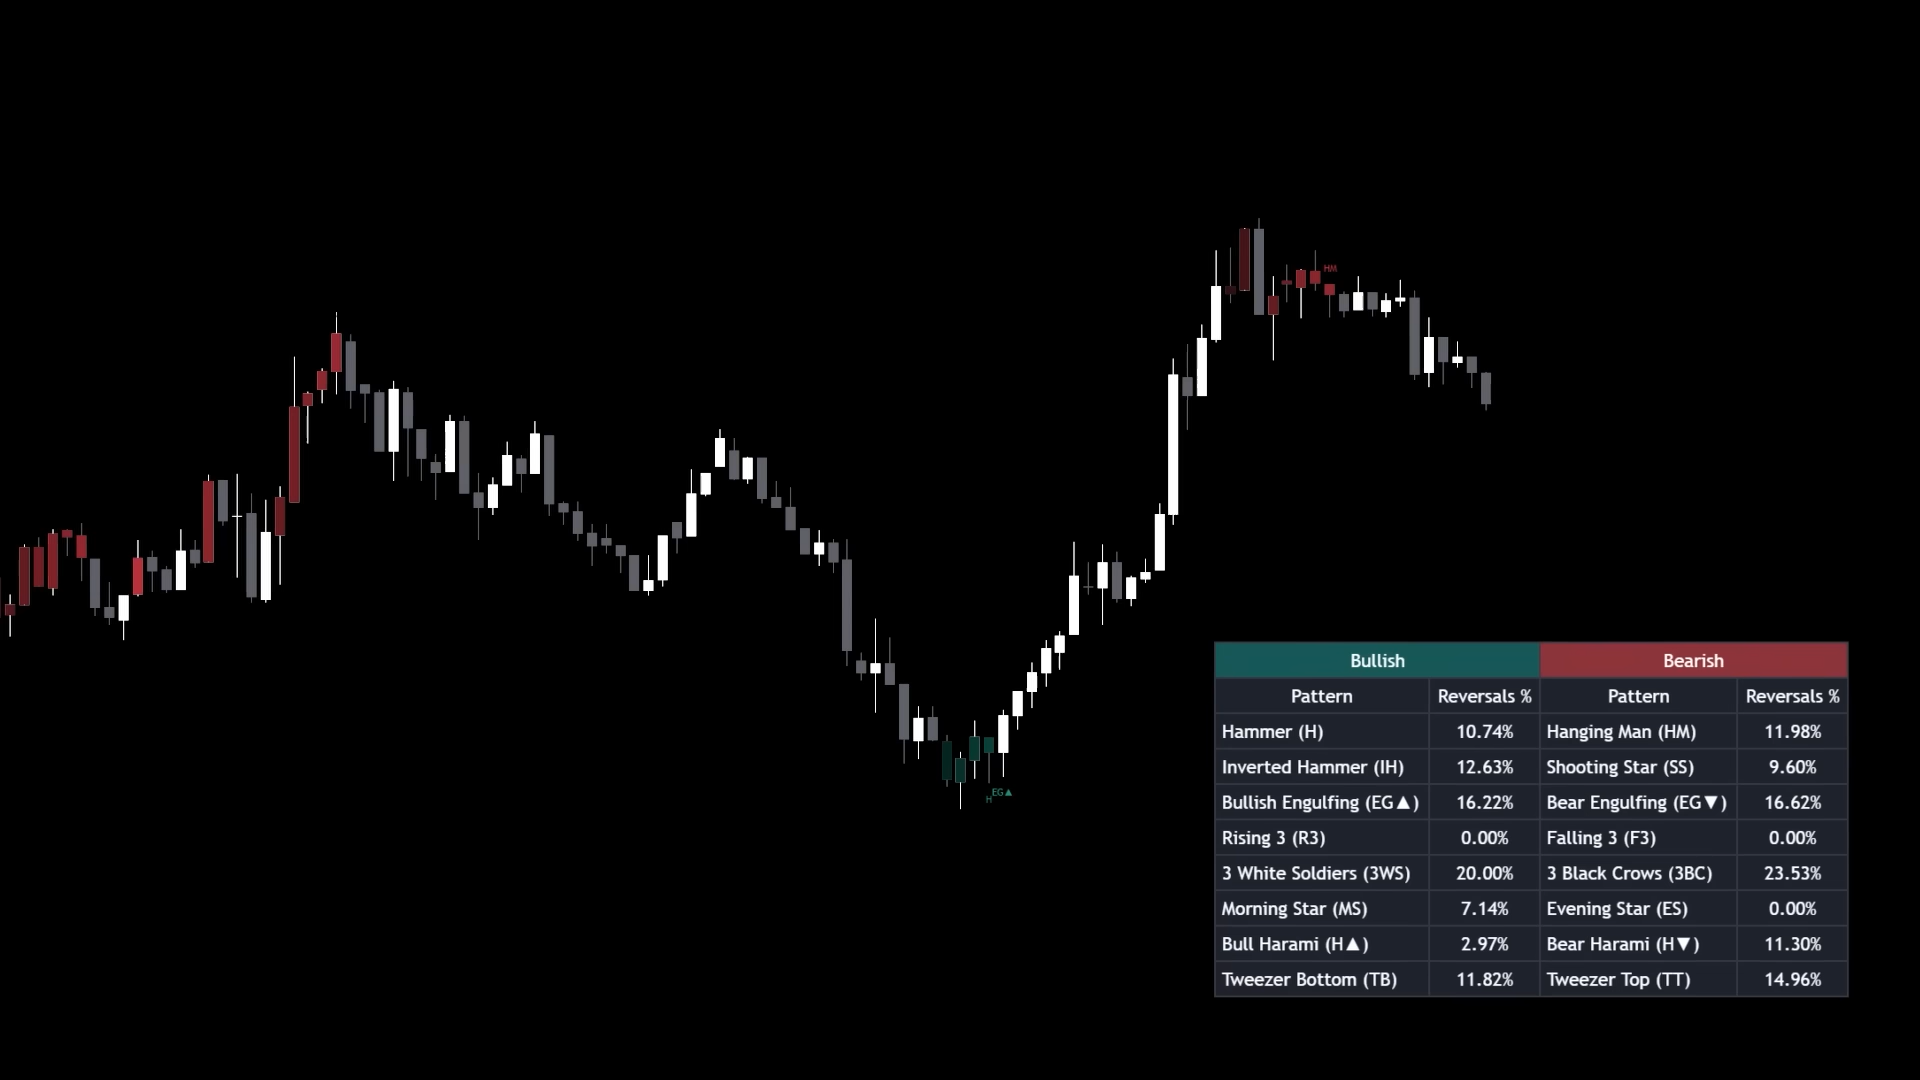 HM
EG▲
H
Bullish Bearish
Pattern Reversals % Pattern Reversals %
Hammer (H) 10.74% Hanging Man (HM) 11.98%
Inverted Hammer (IH) 12.63% Shooting Star (SS) 9.60%
Bullish Engulfing (EG▲) 16.22% Bear Engulfing (EG▼) 16.62%
Rising 3 (R3) 0.00% Falling 3 (F3) 0.00%
3 White Soldiers (3WS) 20.00% 3 Black Crows (3BC) 23.53%
Morning Star (MS) 7.14% Evening Star (ES) 0.00%
Bull Harami (H▲) 2.97% Bear Harami (H▼) 11.30%
Tweezer Bottom (TB) 11.82% Tweezer Top (TT) 14.96%